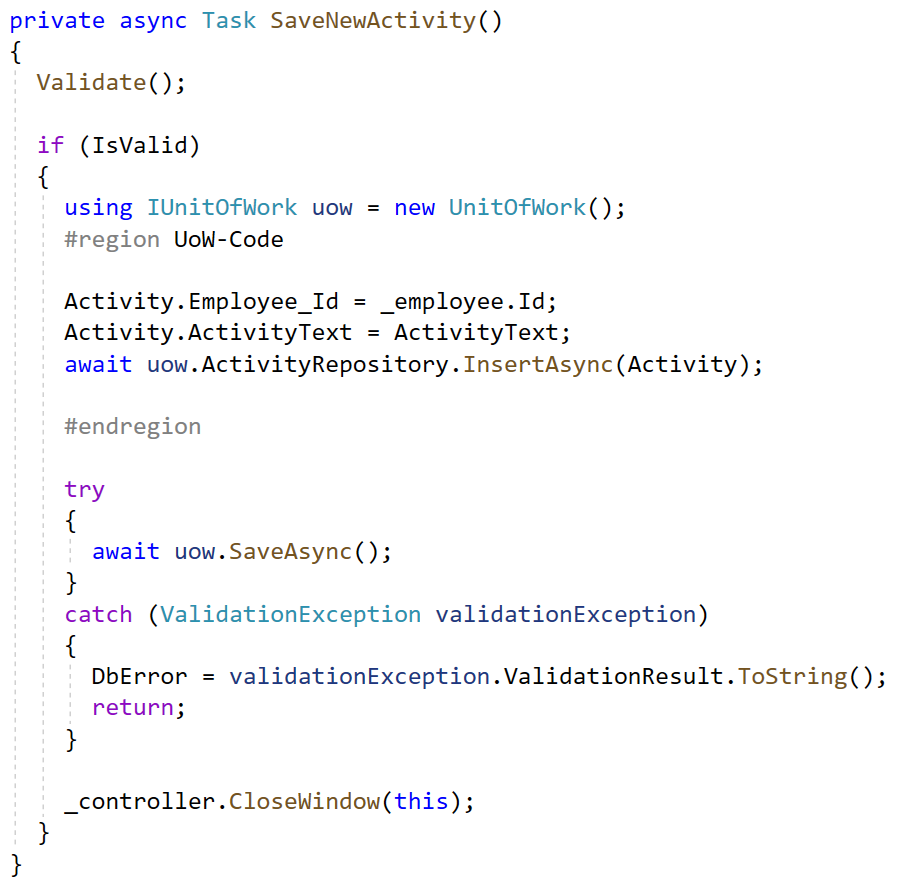 private async Task SaveNewActivity()
{
  Validate();

  if (IsValid)
  {
    using IUnitOfWork uow = new UnitOfWork();
    #region UoW-Code

    Activity.Employee_Id = _employee.Id;
    Activity.ActivityText = ActivityText;
    await uow.ActivityRepository.InsertAsync(Activity);

    #endregion

    try
    {
      await uow.SaveAsync();
    }
    catch (ValidationException validationException)
    {
      DbError = validationException.ValidationResult.ToString();
      return;
    }

    _controller.CloseWindow(this);
  }
}